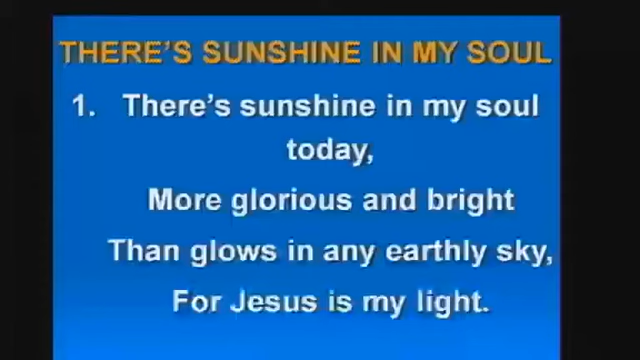 THERE'S SUNSHINE IN MY SOUL
1. There's sunshine in my soul
today,
More glorious and bright
Than glows in any earthly sky,
For Jesus is my light.